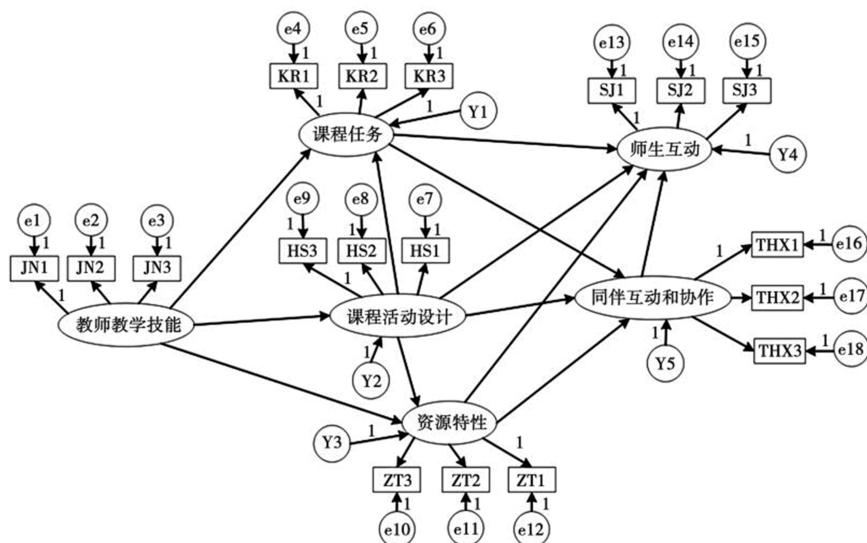 e4 e5 e6
1 1 1
KR1 KR2 KR3
1 1 Y1
课程任务
e13 e14 e15
1 1 1
SJ1 SJ2 SJ3
1 1 Y4
师生互动
e1 e2 e3
1 1 1
JN1 JN2 JN3
1
教师教学技能
e9 e8 e7
1 1 1
HS3 HS2 HS1
1
课程活动设计
1
Y2
1 THX1 1 e16
同伴互动和协作
THX2 1 e17
1
Y5
THX3 1 e18
资源特性
Y3 1
1
ZT3 ZT2 ZT1
1 1 1
e10 e11 e12